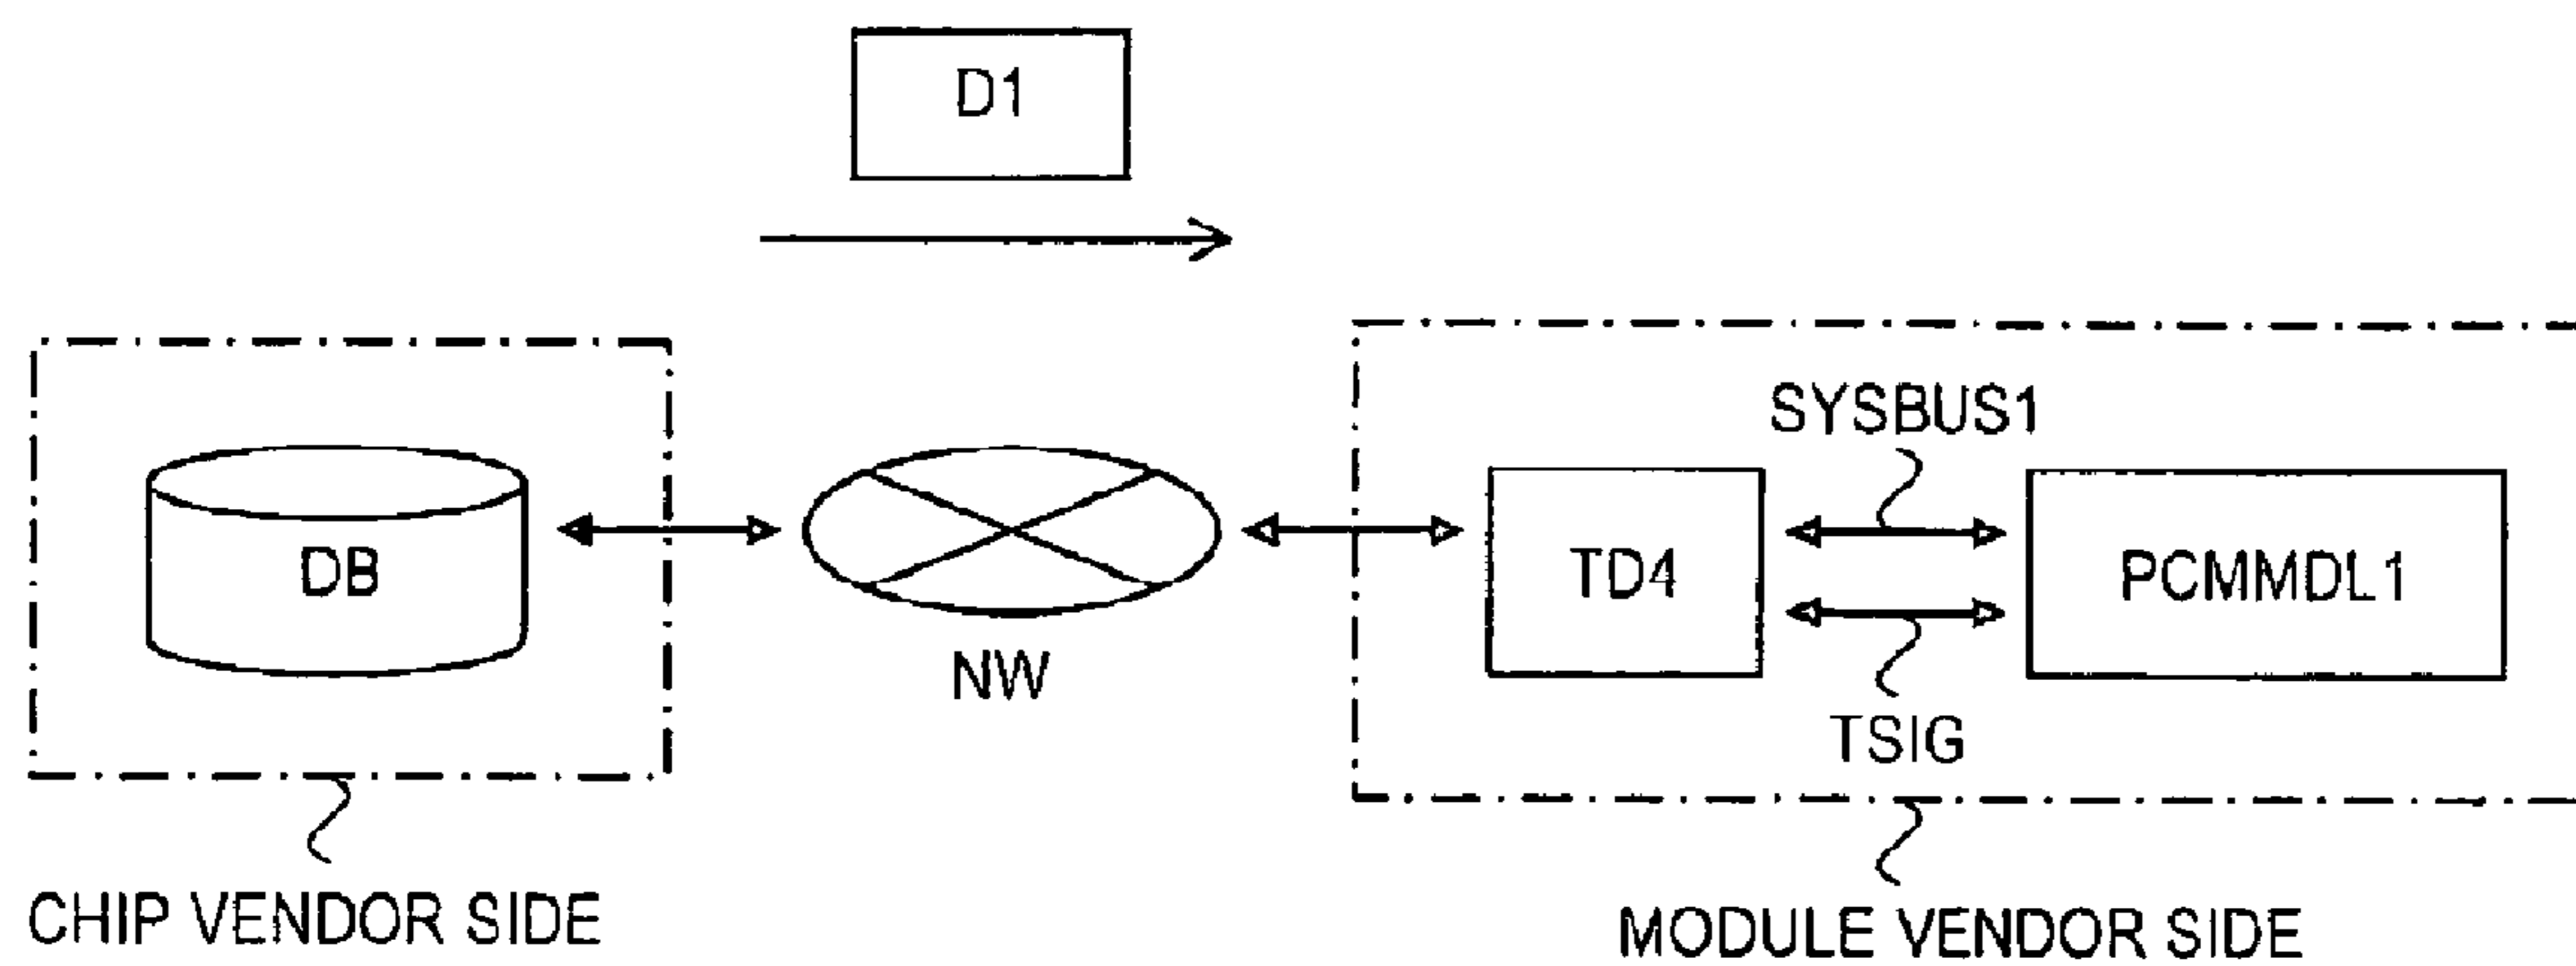 D1
SYSBUS1
DB
TD4
PCMMDL1
NW
TSIG
CHIP VENDOR SIDE
MODULE VENDOR SIDE